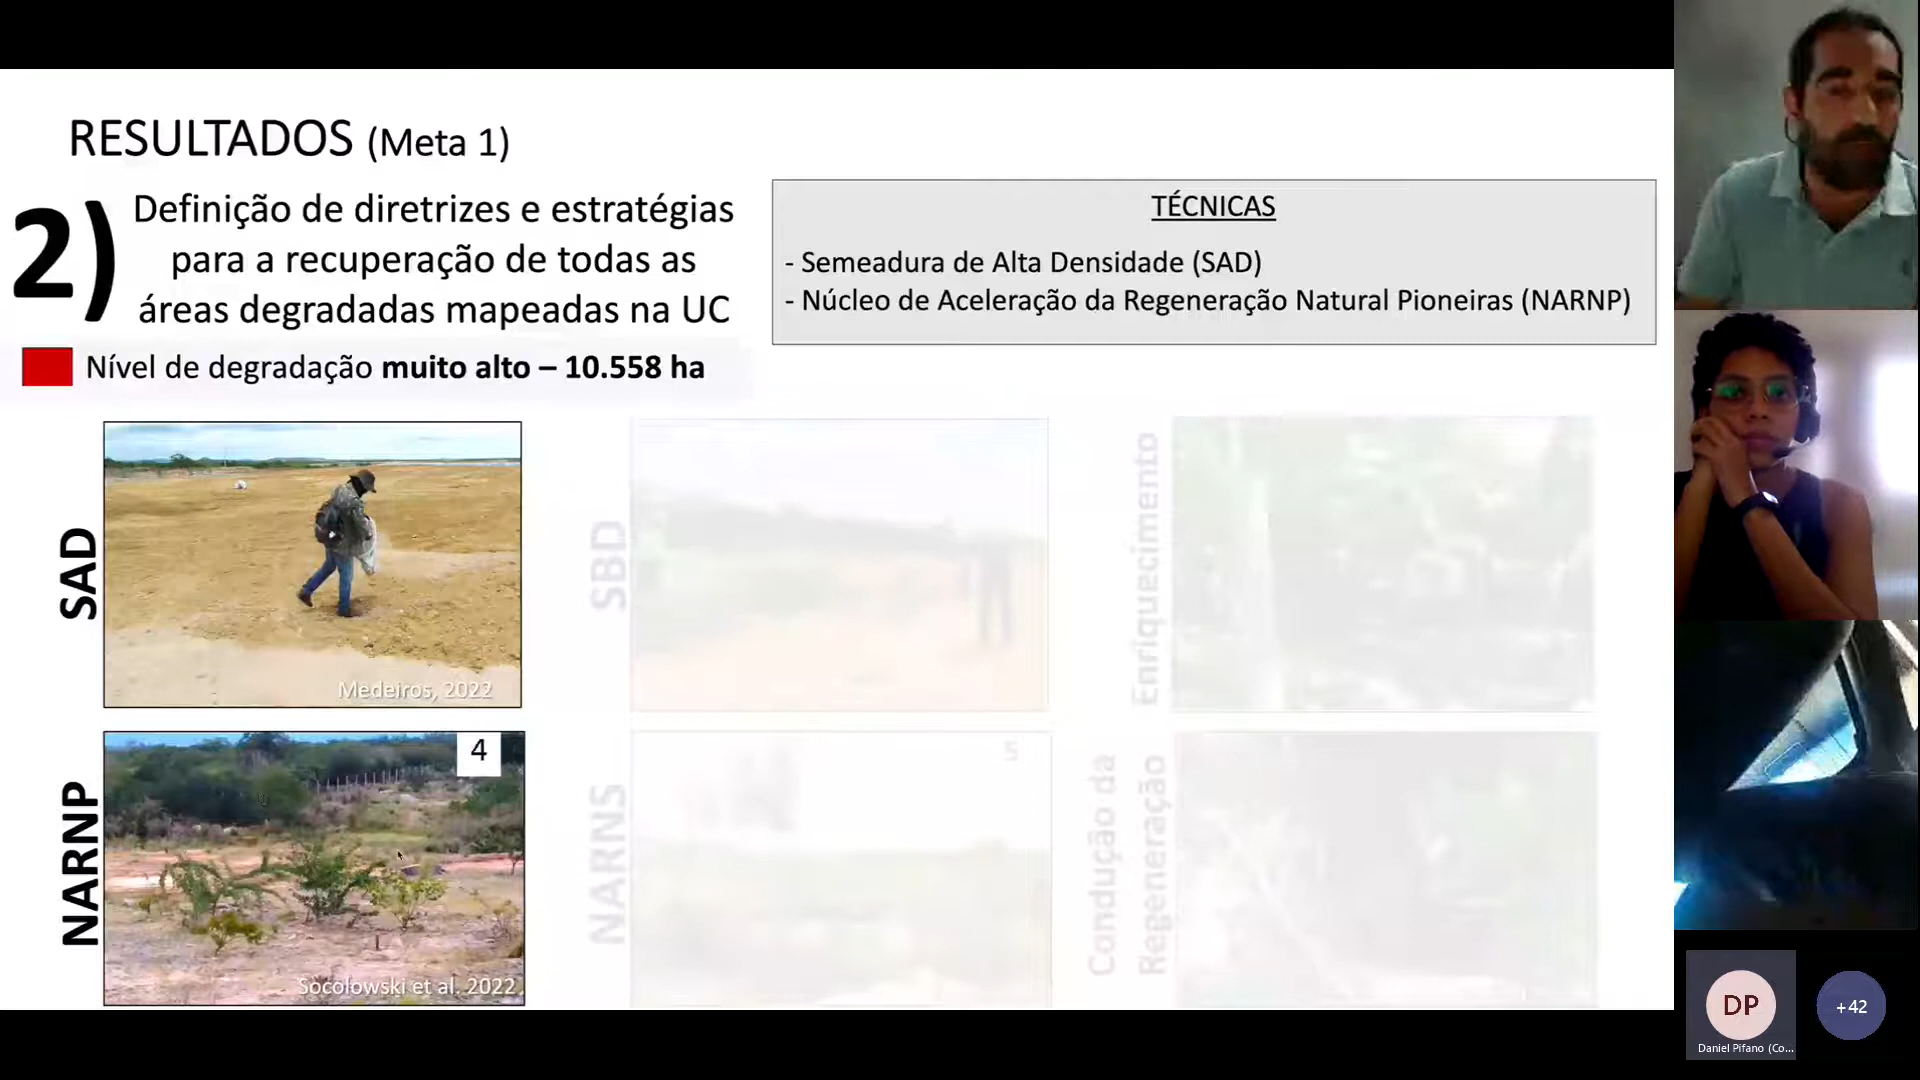 RESULTADOS (Meta 1)
2)
Definição de diretrizes e estratégias
para a recuperação de todas as
áreas degradadas mapeadas na UC
Nível de degradação muito alto – 10.558 ha
TÉCNICAS
- Semeadura de Alta Densidade (SAD)
- Núcleo de Aceleração da Regeneração Natural Pioneiras (NARNP)
SAD
Medeiros, 2022
SBD
Enriquecimento
NARNP
4
Socolowski et al. 2022
NARNS
5
Condução da
Regeneração
DP
Daniel Pifano (Co...
+42